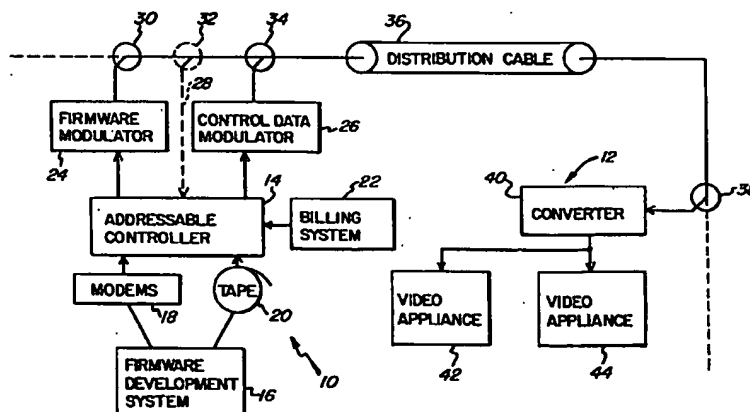 30
32
34
36
DISTRIBUTION CABLE
28
FIRMWARE
MODULATOR
24
CONTROL DATA
MODULATOR
26
14
22
ADDRESSABLE
CONTROLLER
BILLING
SYSTEM
12
40
CONVERTER
38
MODEMS
18
TAPE
20
VIDEO
APPLIANCE
42
VIDEO
APPLIANCE
44
10
FIRMWARE
DEVELOPMENT
SYSTEM
16